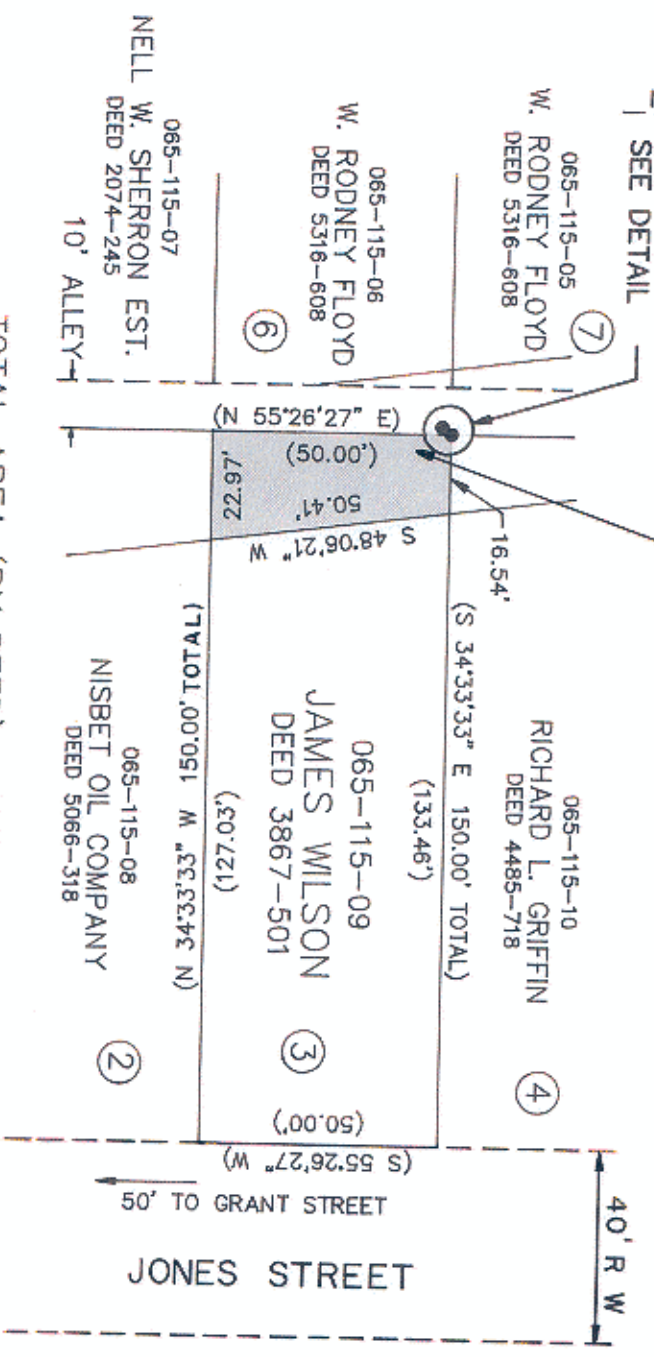 SEE DETAIL
065-115-05
W. RODNEY FLOYD
DEED 5316-608
7
065-115-06
W. RODNEY FLOYD
DEED 5316-608
6
065-115-07
NELL W. SHERRON EST.
DEED 2074-245
10' ALLEY
(N 55°26'27" E)
(50.00')
50.41'
S 48°06'21" W
22.97'
16.54'
(S 34°33'33" E 150.00' TOTAL)
(133.46')
065-115-10
RICHARD L. GRIFFIN
DEED 4485-718
4
065-115-09
JAMES WILSON
DEED 3867-501
3
(127.03')
(N 34°33'33" W 150.00' TOTAL)
065-115-08
NISBET OIL COMPANY
DEED 5066-318
2
(50.00')
(S 55°26'27" W)
50' TO GRANT STREET
JONES STREET
40' R W
TOTAL AREA